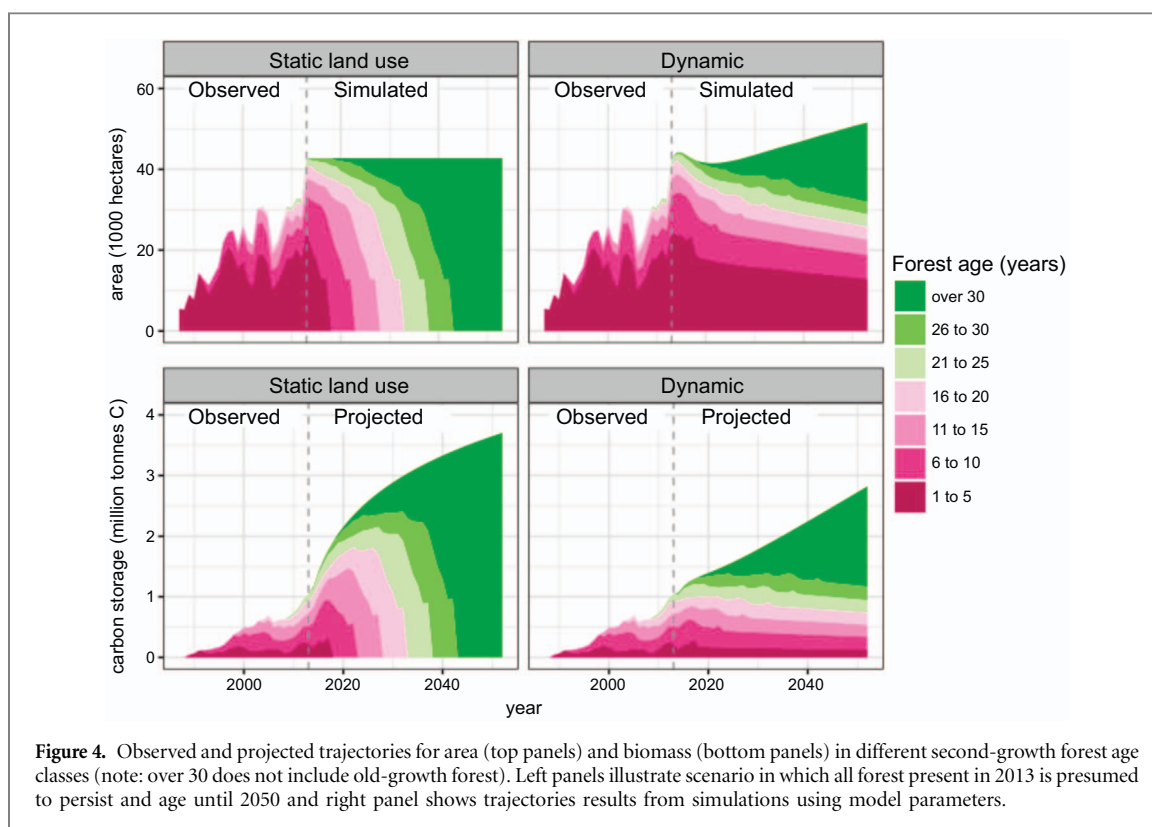 Static land use
Dynamic
Observed
Simulated
Observed
Simulated
area (1000 hectares)
60
40
20
0
Static land use
Dynamic
Observed
Projected
Observed
Projected
carbon storage (million tonnes C)
4
3
2
1
0
2000
2020
2040
2000
2020
2040
year
Forest age (years)
over 30
26 to 30
21 to 25
16 to 20
11 to 15
6 to 10
1 to 5
Figure 4. Observed and projected trajectories for area (top panels) and biomass (bottom panels) in different second-growth forest age
classes (note: over 30 does not include old-growth forest). Left panels illustrate scenario in which all forest present in 2013 is presumed
to persist and age until 2050 and right panel shows trajectories results from simulations using model parameters.